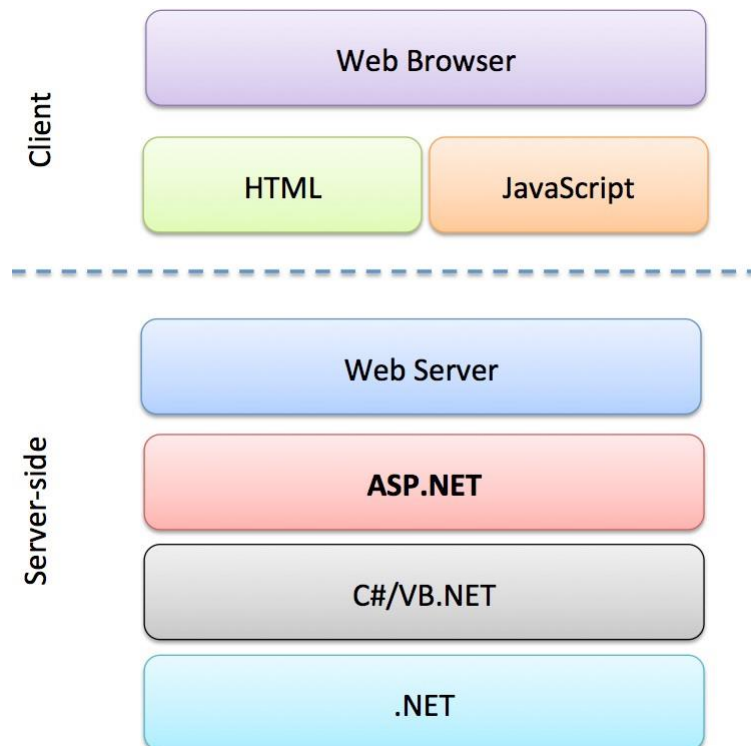 Client
Web Browser
HTML
JavaScript
Server-side
Web Server
ASP.NET
C#/VB.NET
.NET